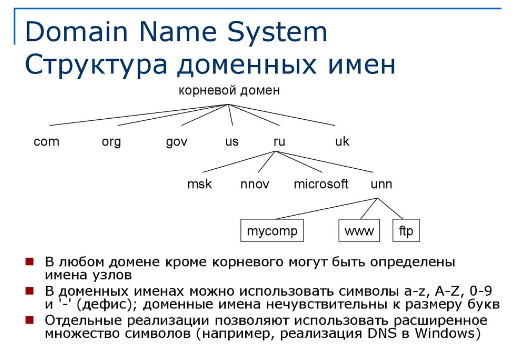 Domain Name System
Структура доменных имен
корневой домен
com org gov us ru uk
msk nnov microsoft unn
mycomp www ftp
В любом домене кроме корневого могут быть определены
имена узлов
В доменных именах можно использовать символы a-z, A-Z, 0-9
и '-' (дефис); доменные имена нечувствительны к размеру букв
Отдельные реализации позволяют использовать расширенное
множество символов (например, реализация DNS в Windows)